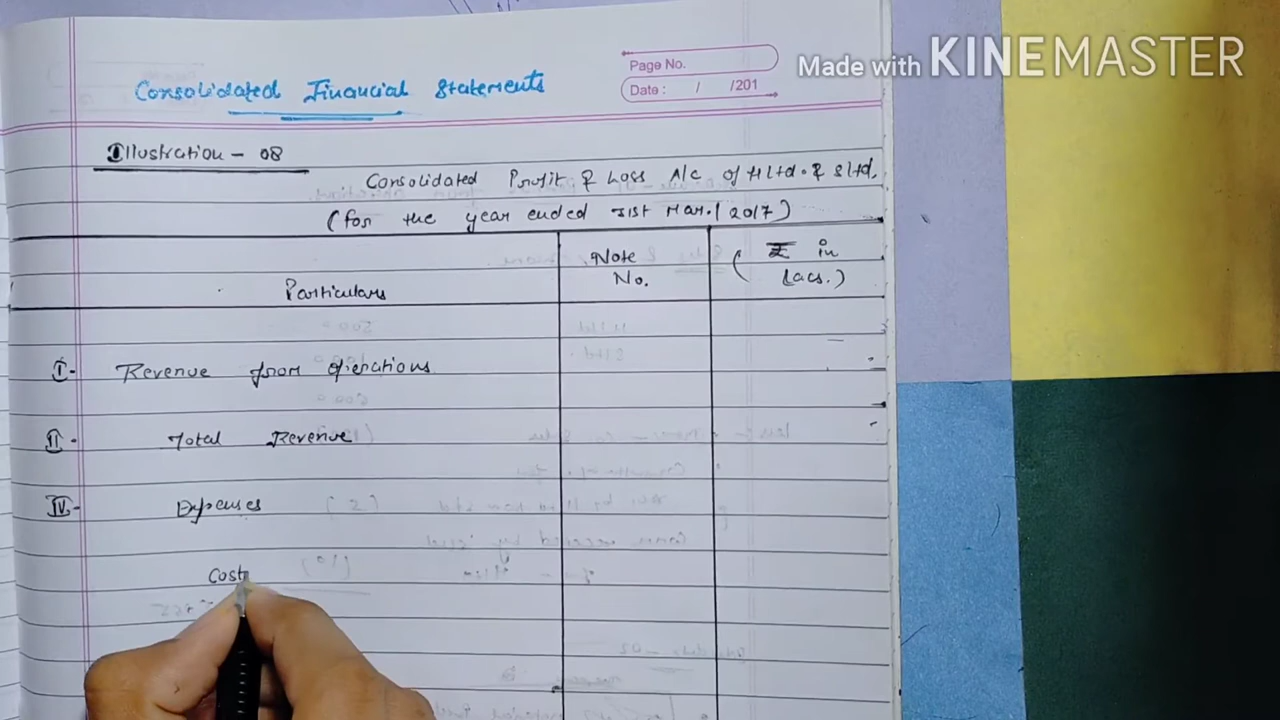 Made with KINEMASTER
Page No.
Date : / /201
Consolidated Financial Statements
Illustration - 08
Consolidated Profit & Loss A/c of H Ltd. & S Ltd.
(for the year ended 31st Mar. / 2017)
Particulars
Note No.
(₹ in Lacs.)
I - Revenue from operations
II - Total Revenue
IV - Expenses
Cost